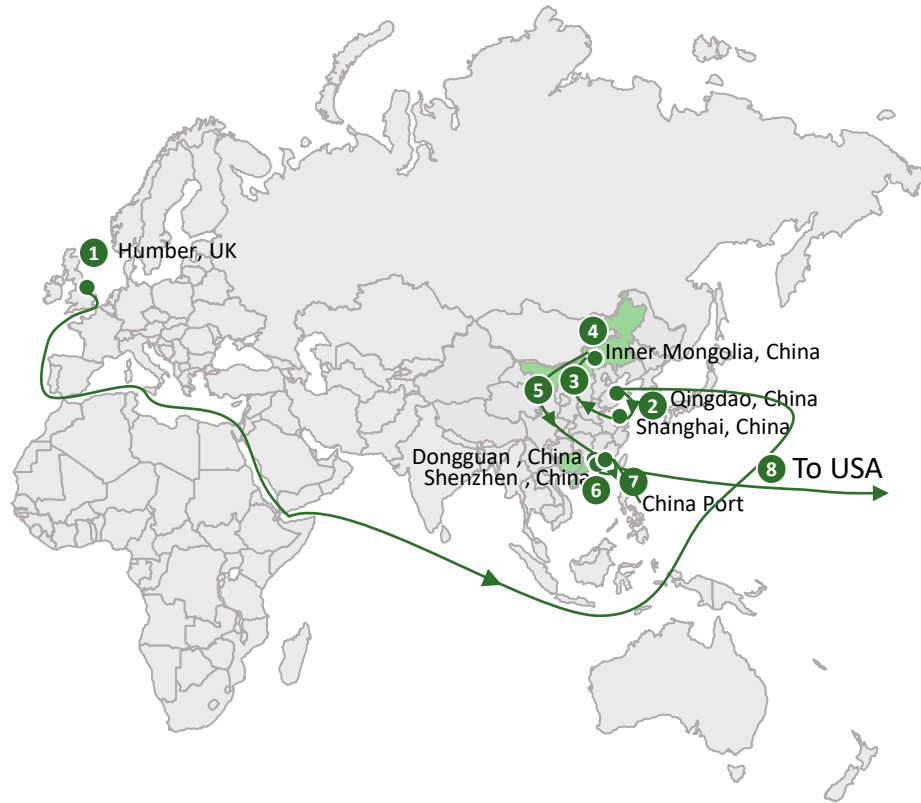 1 Humber, UK
4
Inner Mongolia, China
5 3
2 Qingdao, China
Shanghai, China
Dongguan , China
8 To USA
Shenzhen , China
6 7
China Port